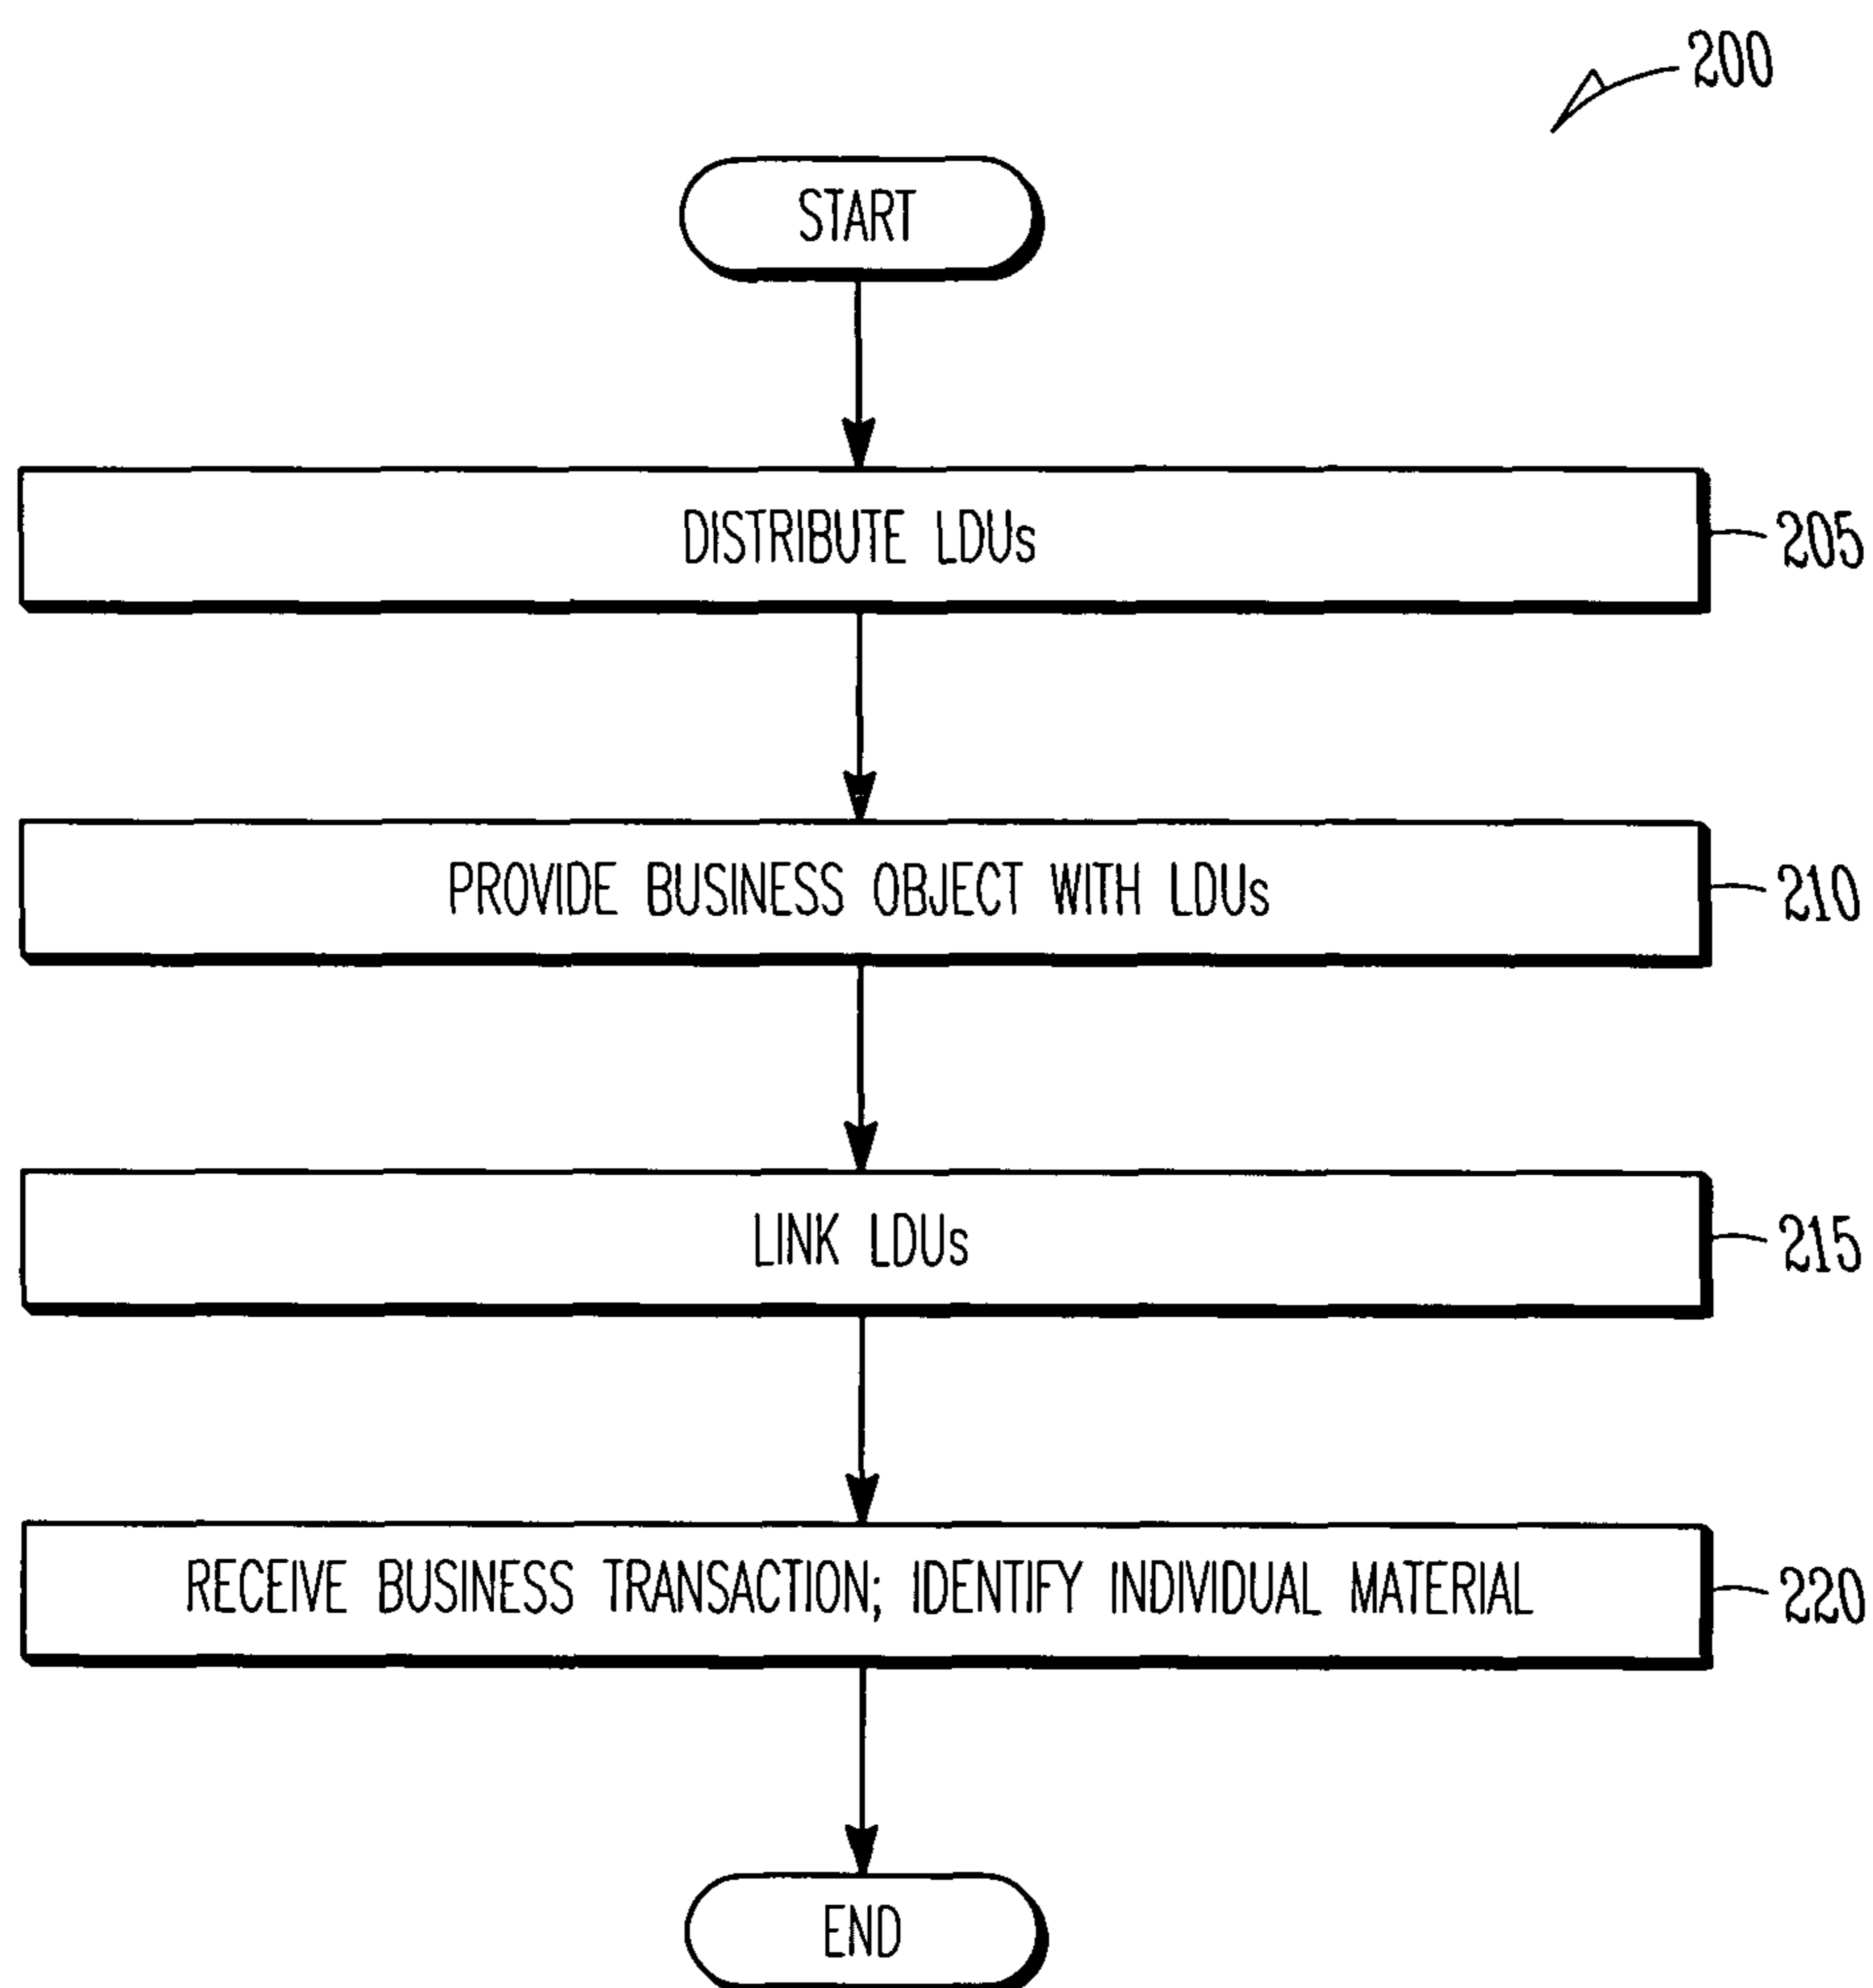 200
START
DISTRIBUTE LDUs
205
PROVIDE BUSINESS OBJECT WITH LDUs
210
LINK LDUs
215
RECEIVE BUSINESS TRANSACTION; IDENTIFY INDIVIDUAL MATERIAL
220
END